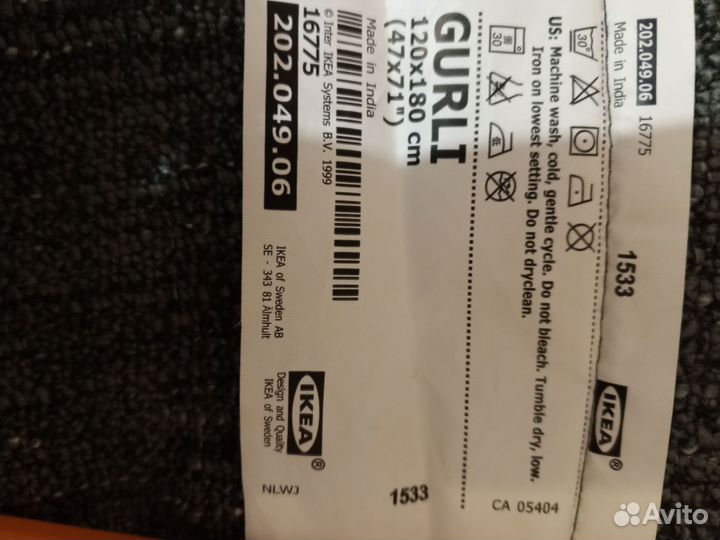 202.049.06 16775
Made in India
1533
IKEA®
30°
US: Machine wash, cold, gentle cycle. Do not bleach. Tumble dry, low.
Iron on lowest setting. Do not dryclean.
30
低
CA 05404
GURLI
120x180 cm
(47x71")
1533
Made in India
© Inter IKEA Systems B.V. 1999
16775
202.049.06
IKEA of Sweden AB
SE - 343 81 Älmhult
IKEA®
Design and Quality
IKEA of Sweden
NLWJ
Avito